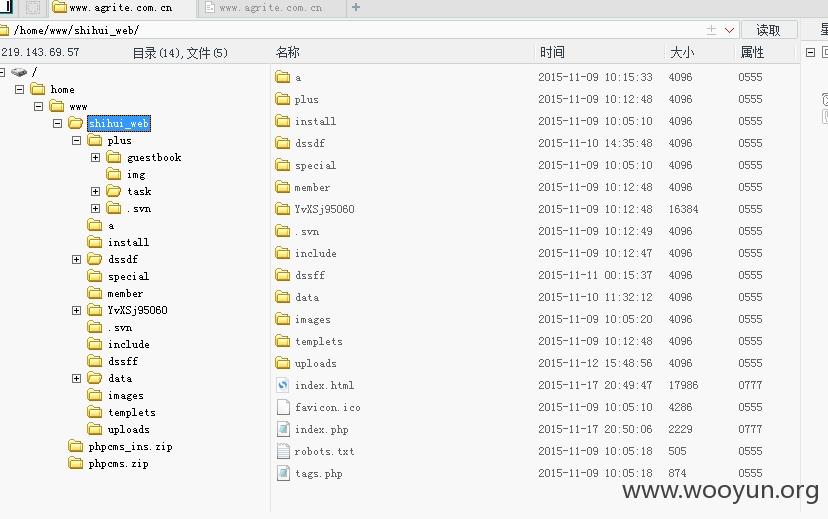 www.agrite.com.cn
www.agrite.com.cn
/home/www/shihui_web/
读取
219.143.69.57
目录(14),文件(5)
名称 时间 大小 属性
/
home
www
shihui_web
plus
guestbook
img
task
.svn
a
install
dssdf
special
member
YvXSj95060
.svn
include
dssff
data
images
templets
uploads
phpcms_ins.zip
phpcms.zip
a 2015-11-09 10:15:33 4096 0555
plus 2015-11-09 10:12:48 4096 0555
install 2015-11-09 10:05:10 4096 0555
dssdf 2015-11-10 14:35:48 4096 0555
special 2015-11-09 10:05:10 4096 0555
member 2015-11-09 10:12:48 4096 0555
YvXSj95060 2015-11-09 10:12:48 16384 0555
.svn 2015-11-09 10:12:49 4096 0555
include 2015-11-09 10:12:47 4096 0555
dssff 2015-11-11 00:15:37 4096 0555
data 2015-11-10 11:32:12 4096 0555
images 2015-11-09 10:05:20 4096 0555
templets 2015-11-09 10:12:48 4096 0555
uploads 2015-11-12 15:48:56 4096 0555
index.html 2015-11-17 20:49:47 17986 0777
favicon.ico 2015-11-09 10:05:10 4286 0555
index.php 2015-11-17 20:50:06 2229 0777
robots.txt 2015-11-09 10:05:18 505 0555
tags.php 2015-11-09 10:05:18 874 0555
www.wooyun.org